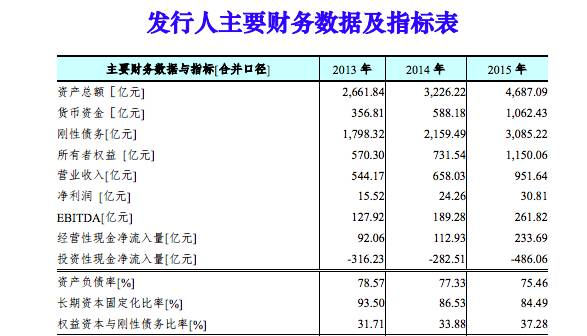 发行人主要财务数据及指标表
主要财务数据与指标[合并口径] 2013 年 2014 年 2015 年
资产总额 [亿元] 2,661.84 3,226.22 4,687.09
货币资金 [亿元] 356.81 588.18 1,062.43
刚性债务[亿元] 1,798.32 2,159.49 3,085.22
所有者权益 [亿元] 570.30 731.54 1,150.06
营业收入[亿元] 544.17 658.03 951.64
净利润 [亿元] 15.52 24.26 30.81
EBITDA[亿元] 127.92 189.28 261.82
经营性现金净流入量[亿元] 92.06 112.93 233.69
投资性现金净流入量[亿元] -316.23 -282.51 -486.06
资产负债率[%] 78.57 77.33 75.46
长期资本固定化比率[%] 93.50 86.53 84.49
权益资本与刚性债务比率[%] 31.71 33.88 37.28